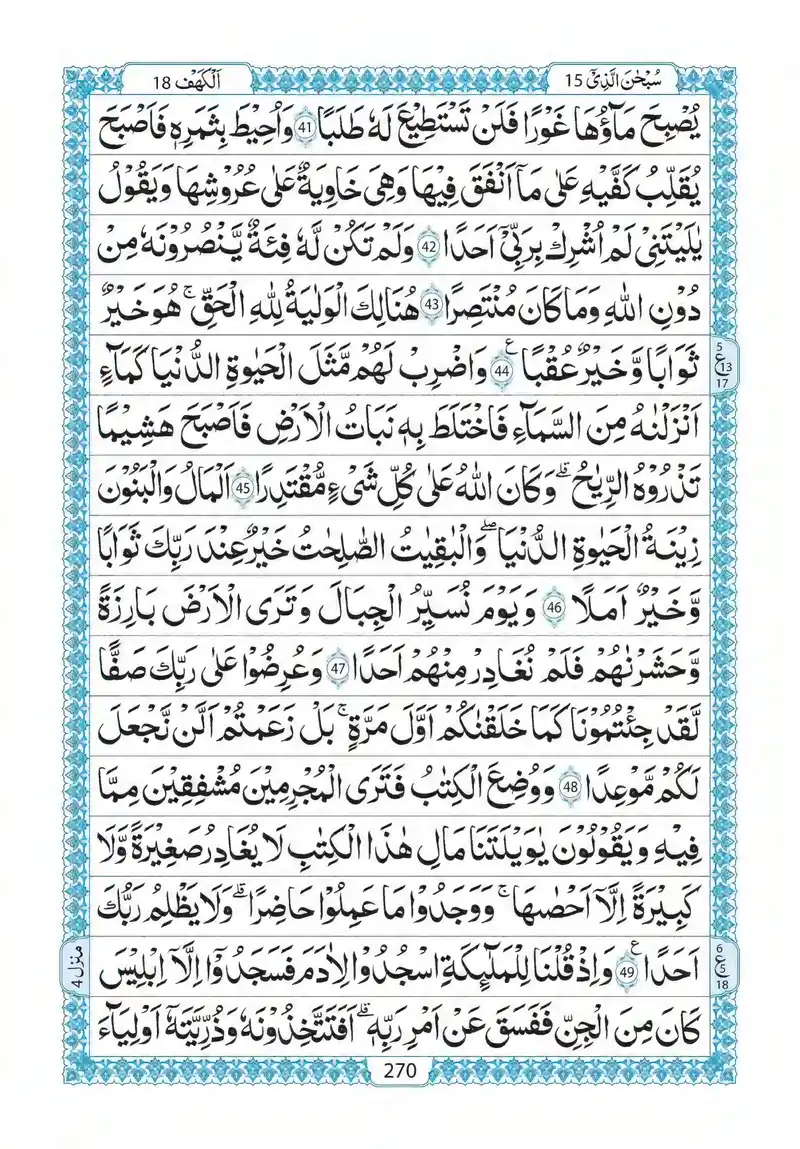 سُبْحٰنَ الَّذِیْۤ 15
اَلْكَهْف 18
یُصْبِحَ مَآؤُهَا غَوْرًا فَلَنْ تَسْتَطِیْعَ لَهٗ طَلَبًا 41 وَاُحِیْطَ بِثَمَرِهٖ فَاَصْبَحَ
یُقَلِّبُ كَفَّیْهِ عَلٰی مَاۤ اَنْفَقَ فِیْهَا وَهِیَ خَاوِیَةٌ عَلٰی عُرُوْشِهَا وَیَقُوْلُ
یٰلَیْتَنِیْ لَمْ اُشْرِكْ بِرَبِّیْۤ اَحَدًا 42 وَلَمْ تَكُنْ لَّهٗ فِئَةٌ یَّنْصُرُوْنَهٗ مِنْ
دُوْنِ اللّٰهِ وَمَا كَانَ مُنْتَصِرًا 43 هُنَالِكَ الْوَلَایَةُ لِلّٰهِ الْحَقِّ ۚ هُوَ خَیْرٌ
ثَوَابًا وَّخَیْرٌ عُقْبًا 44 ع وَاضْرِبْ لَهُمْ مَّثَلَ الْحَیٰوةِ الدُّنْیَا كَمَآءٍ
5 ع 13 17
اَنْزَلْنٰهُ مِنَ السَّمَآءِ فَاخْتَلَطَ بِهٖ نَبَاتُ الْاَرْضِ فَاَصْبَحَ هَشِیْمًا
تَذْرُوْهُ الرِّیٰحُ ؕ وَكَانَ اللّٰهُ عَلٰی كُلِّ شَیْءٍ مُّقْتَدِرًا 45 اَلْمَالُ وَالْبَنُوْنَ
زِیْنَةُ الْحَیٰوةِ الدُّنْیَا ۚ وَالْبٰقِیٰتُ الصّٰلِحٰتُ خَیْرٌ عِنْدَ رَبِّكَ ثَوَابًا
وَّخَیْرٌ اَمَلًا 46 وَیَوْمَ نُسَیِّرُ الْجِبَالَ وَتَرَی الْاَرْضَ بَارِزَةً
وَّحَشَرْنٰهُمْ فَلَمْ نُغَادِرْ مِنْهُمْ اَحَدًا 47 وَعُرِضُوْا عَلٰی رَبِّكَ صَفًّا
لَّقَدْ جِئْتُمُوْنَا كَمَا خَلَقْنٰكُمْ اَوَّلَ مَرَّةٍۭ ۚ بَلْ زَعَمْتُمْ اَلَّنْ نَّجْعَلَ
لَكُمْ مَّوْعِدًا 48 وَوُضِعَ الْكِتٰبُ فَتَرَی الْمُجْرِمِیْنَ مُشْفِقِیْنَ مِمَّا
فِیْهِ وَیَقُوْلُوْنَ یٰوَیْلَتَنَا مَالِ هٰذَا الْكِتٰبِ لَا یُغَادِرُ صَغِیْرَةً وَّلَا
كَبِیْرَةً اِلَّاۤ اَحْصٰىهَا ۚ وَوَجَدُوْا مَا عَمِلُوْا حَاضِرًا ؕ وَلَا یَظْلِمُ رَبُّكَ
اَحَدًا 49 ع وَاِذْ قُلْنَا لِلْمَلٰٓئِكَةِ اسْجُدُوْا لِاٰدَمَ فَسَجَدُوْۤا اِلَّاۤ اِبْلِیْسَ
6 ع 5 18
منزل 4
كَانَ مِنَ الْجِنِّ فَفَسَقَ عَنْ اَمْرِ رَبِّهٖ ؕ اَفَتَتَّخِذُوْنَهٗ وَذُرِّیَّتَهٗۤ اَوْلِیَآءَ
270